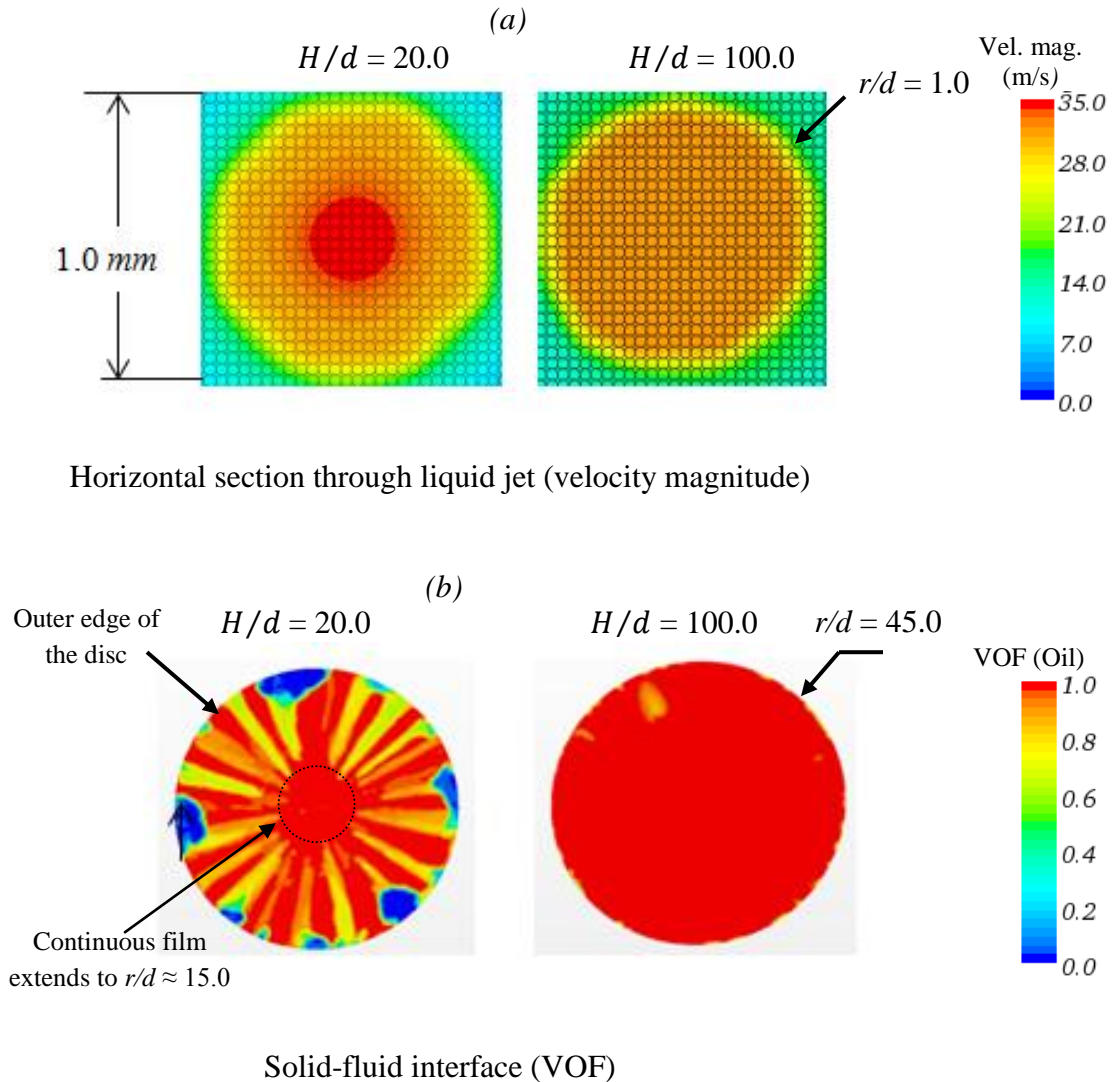 (a)
H/d = 20.0
H/d = 100.0
Vel. mag.
(m/s)
r/d = 1.0
35.0
28.0
21.0
14.0
7.0
0.0
1.0 mm
Horizontal section through liquid jet (velocity magnitude)
(b)
Outer edge of
the disc
H/d = 20.0
H/d = 100.0
r/d = 45.0
VOF (Oil)
1.0
0.8
0.6
0.4
0.2
0.0
Continuous film
extends to r/d ≈ 15.0
Solid-fluid interface (VOF)